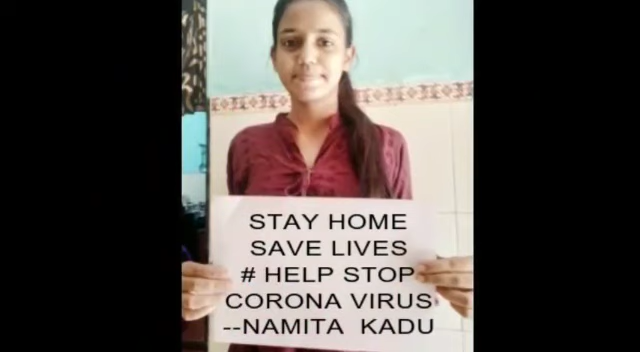 STAY HOME
SAVE LIVES
# HELP STOP
CORONA VIRUS
--NAMITA KADU